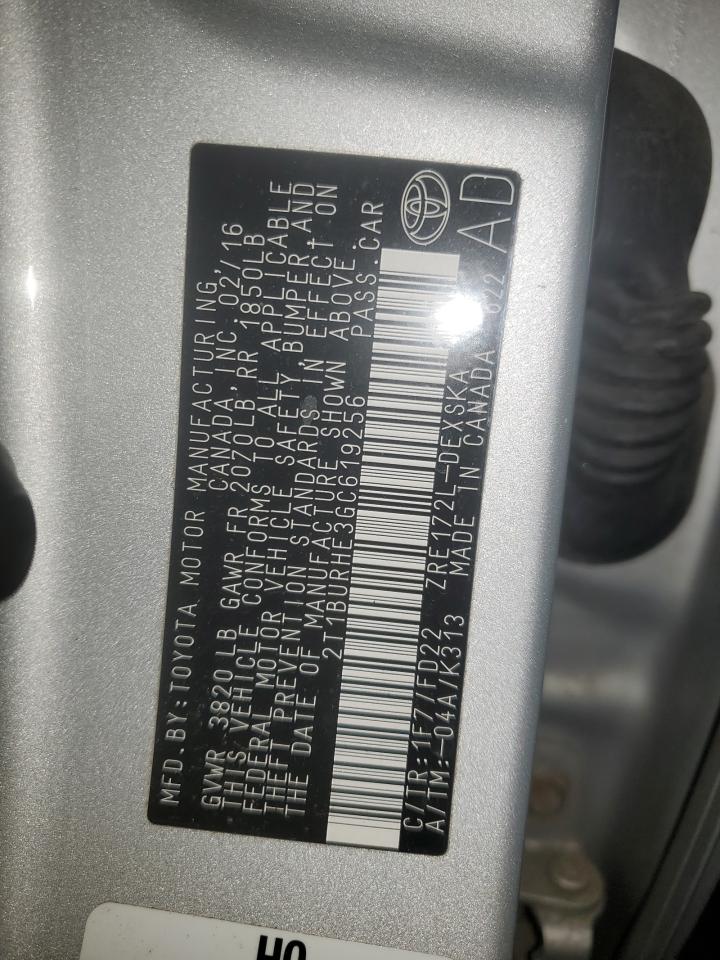 MFD.BY:TOYOTA MOTOR MANUFACTURING,
CANADA, INC. 02/16
GVWR 3820 LB GAWR FR 2070LB RR 1850LB
THIS VEHICLE CONFORMS TO ALL APPLICABLE
FEDERAL MOTOR VEHICLE SAFETY, BUMPER, AND
THEFT PREVENTION STANDARDS IN EFFECT ON
THE DATE OF MANUFACTURE SHOWN ABOVE.
2T1BURHE3GC619256 PASS.CAR
C/TR:1F7/FD22 ZRE172L-DEXSKA
A/TM:-04A/K313 MADE IN CANADA 622
AD
HO